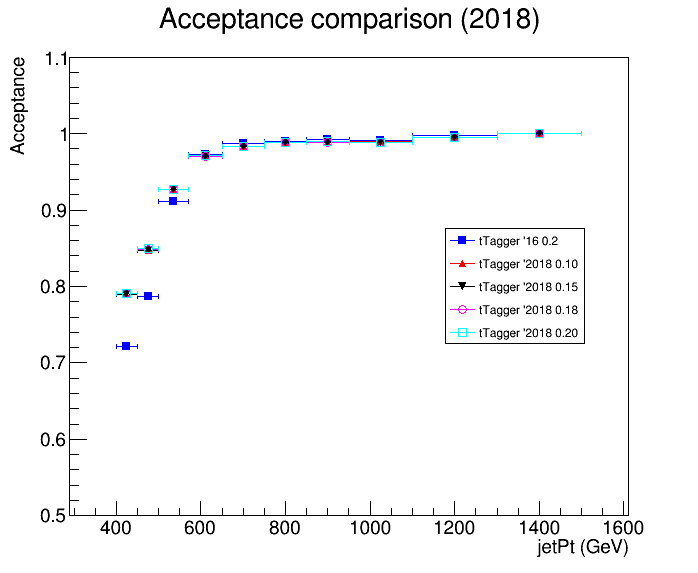 Acceptance comparison (2018)
Acceptance
1.1
1
0.9
0.8
0.7
0.6
0.5
tTagger '16 0.2
tTagger '2018 0.10
tTagger '2018 0.15
tTagger '2018 0.18
tTagger '2018 0.20
400 600 800 1000 1200 1400 1600
jetPt (GeV)